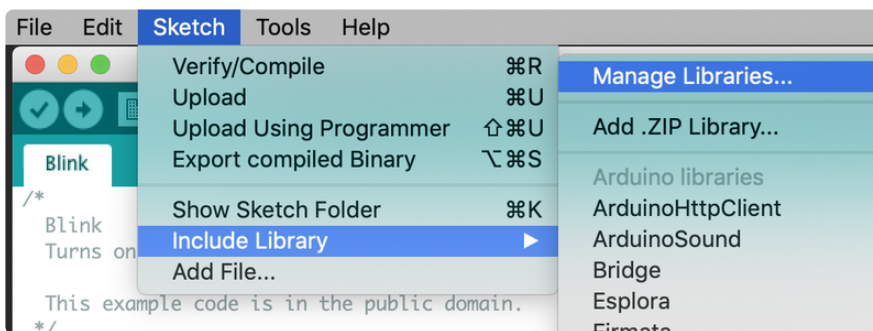 File Edit Sketch Tools Help
Verify/Compile ⌘R
Upload ⌘U
Upload Using Programmer ⇧⌘U
Export compiled Binary ⌥⌘S
Show Sketch Folder ⌘K
Include Library ▶
Add File...
Manage Libraries...
Add .ZIP Library...
Arduino libraries
ArduinoHttpClient
ArduinoSound
Bridge
Esplora
Firmata
Blink
/*
Blink
Turns on
This example code is in the public domain.
*/